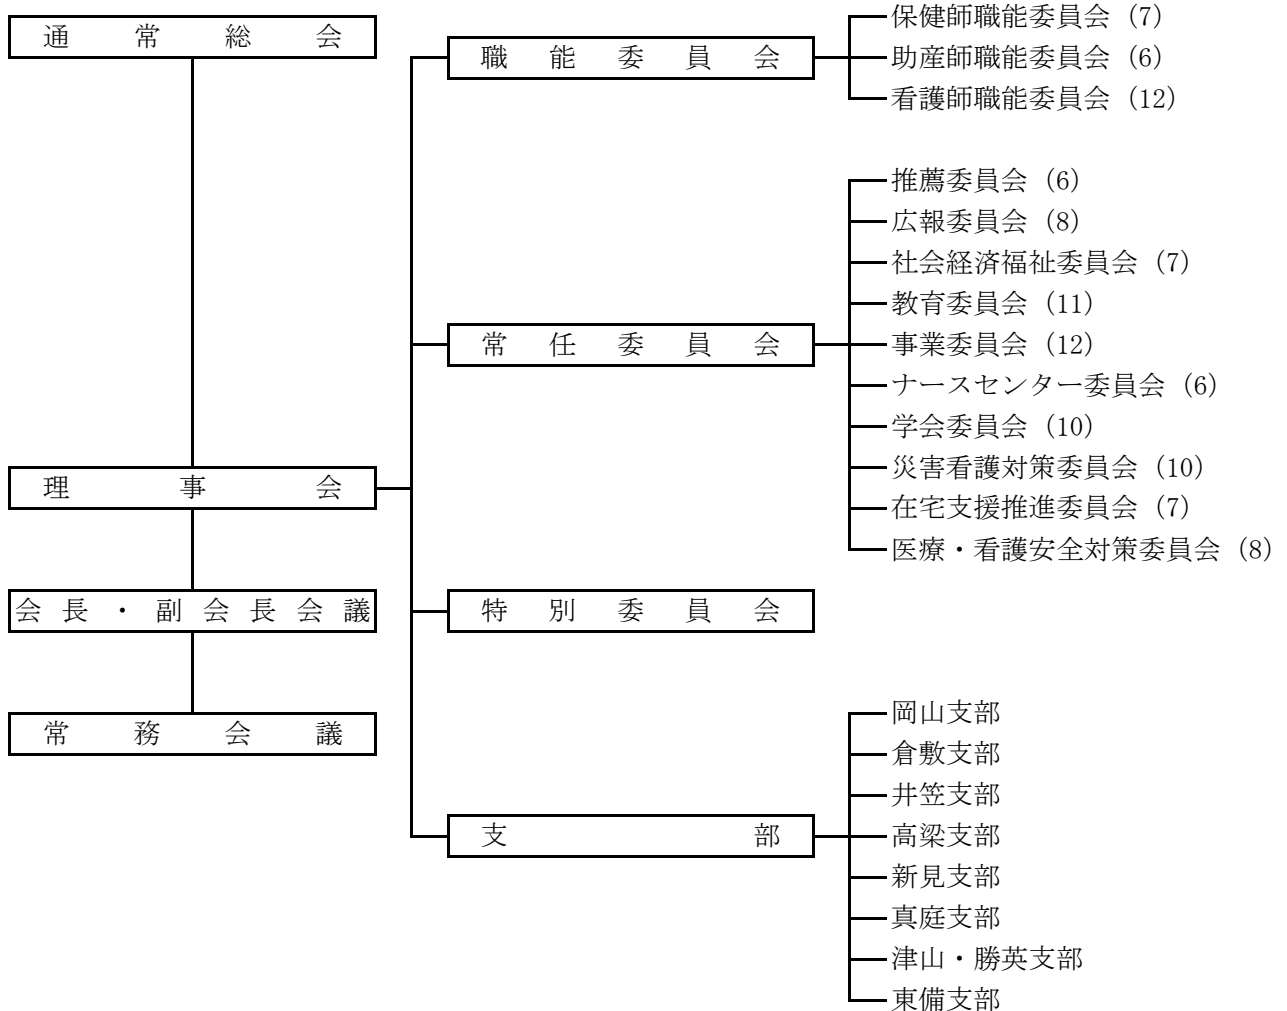 通常総会
理事会
会長・副会長会議
常務会議
職能委員会
保健師職能委員会（7）
助産師職能委員会（6）
看護師職能委員会（12）
常任委員会
推薦委員会（6）
広報委員会（8）
社会経済福祉委員会（7）
教育委員会（11）
事業委員会（12）
ナースセンター委員会（6）
学会委員会（10）
災害看護対策委員会（10）
在宅支援推進委員会（7）
医療・看護安全対策委員会（8）
特別委員会
支部
岡山支部
倉敷支部
井笠支部
高梁支部
新見支部
真庭支部
津山・勝英支部
東備支部